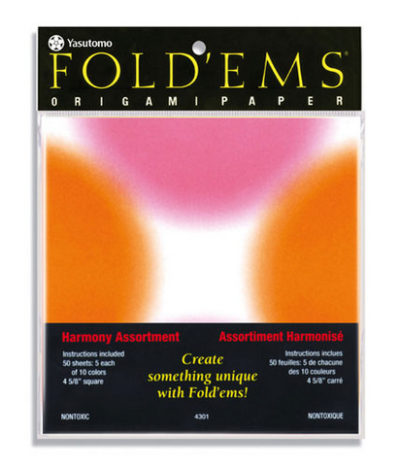 Yasutomo
FOLD'EMS®
ORIGAMI PAPER
Harmony Assortment
Assortiment Harmonisé
Instructions included
50 sheets: 5 each
of 10 colors
4 5/8" square
Create
something unique
with Fold'ems!
Instructions inclues
50 feuilles: 5 de chacune
des 10 couleurs
4 5/8" carré
NONTOXIC
4301
NONTOXIQUE